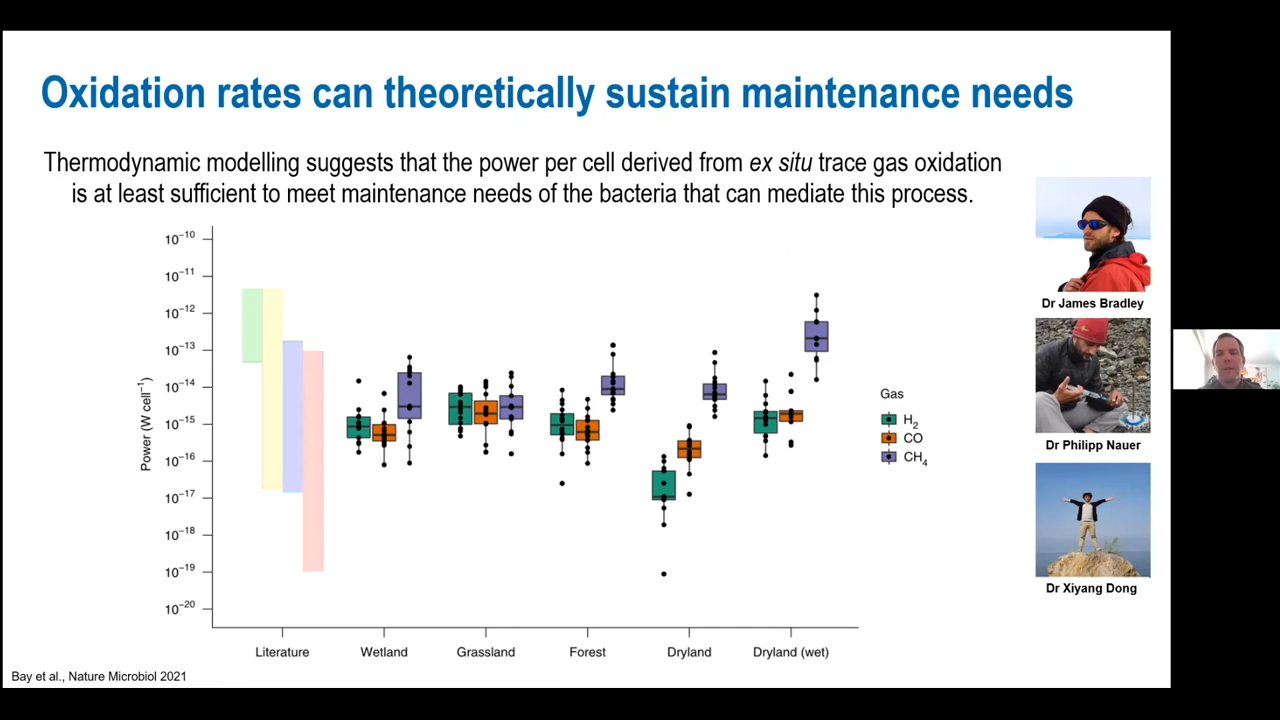 Oxidation rates can theoretically sustain maintenance needs
Thermodynamic modelling suggests that the power per cell derived from ex situ trace gas oxidation
is at least sufficient to meet maintenance needs of the bacteria that can mediate this process.
Power (W cell⁻¹)
10⁻¹⁰
10⁻¹¹
10⁻¹²
10⁻¹³
10⁻¹⁴
10⁻¹⁵
10⁻¹⁶
10⁻¹⁷
10⁻¹⁸
10⁻¹⁹
10⁻²⁰
Literature
Wetland
Grassland
Forest
Dryland
Dryland (wet)
Gas
H₂
CO
CH₄
Dr James Bradley
Dr Philipp Nauer
Dr Xiyang Dong
Bay et al., Nature Microbiol 2021